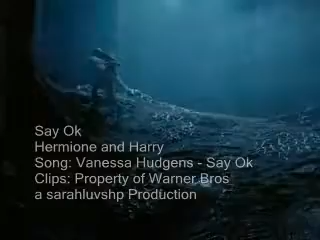 Say Ok
Hermione and Harry
Song: Vanessa Hudgens - Say Ok
Clips: Property of Warner Bros
a sarahluvshp Production